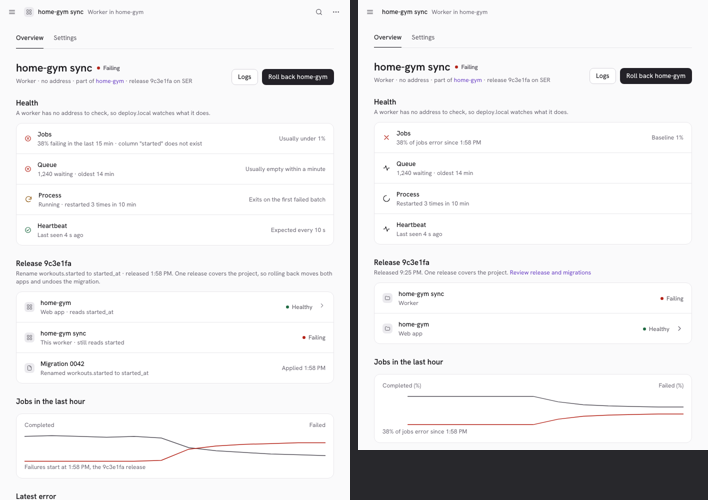 home-gym sync Worker in home-gym
Overview Settings
home-gym sync Failing
Worker · no address · part of home-gym · release 9c3e1fa on SER
Logs
Roll back home-gym
Health
A worker has no address to check, so deploy.local watches what it does.
Jobs
38% failing in the last 15 min · column "started" does not exist
Usually under 1%
Queue
1,240 waiting · oldest 14 min
Usually empty within a minute
Process
Running · restarted 3 times in 10 min
Exits on the first failed batch
Heartbeat
Last seen 4 s ago
Expected every 10 s
Release 9c3e1fa
Rename workouts.started to started_at · released 1:58 PM. One release covers the project, so rolling back moves both
apps and undoes the migration.
home-gym
Web app · reads started_at
Healthy
home-gym sync
This worker · still reads started
Failing
Migration 0042
Renamed workouts.started to started_at
Applied 1:58 PM
Jobs in the last hour
Completed
Failed
Failures start at 1:58 PM, the 9c3e1fa release
Latest error
home-gym sync Worker in home-gym
Overview Settings
home-gym sync Failing
Worker · no address · part of home-gym · release 9c3e1fa on SER
Logs
Roll back home-gym
Health
A worker has no address to check, so deploy.local watches what it does.
Jobs
38% of jobs error since 1:58 PM
Baseline 1%
Queue
1,240 waiting · oldest 14 min
Process
Restarted 3 times in 10 min
Heartbeat
Last seen 4 s ago
Release 9c3e1fa
Released 9:25 PM. One release covers the project. Review release and migrations
home-gym sync
Worker
Failing
home-gym
Web app
Healthy
Jobs in the last hour
Completed (%)
Failed (%)
38% of jobs error since 1:58 PM